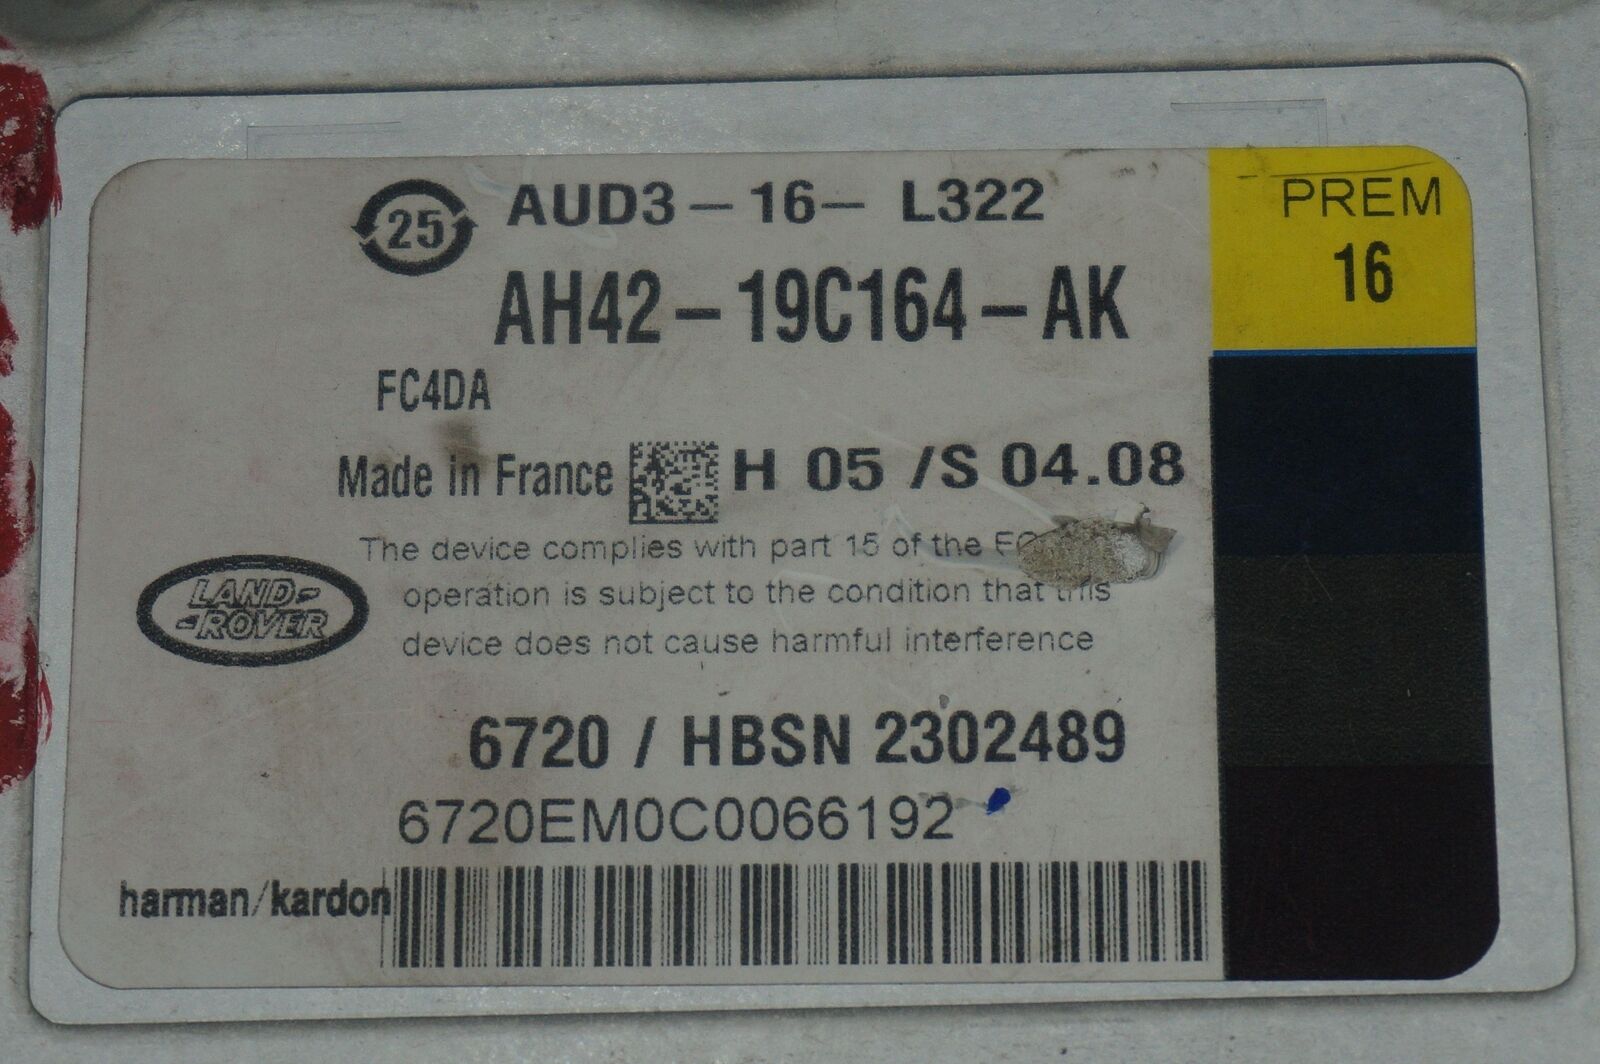 25
AUD3 – 16 – L322
PREM
16
AH42 – 19C164 – AK
FC4DA
Made in France
H 05 /S 04.08
The device complies with part 15 of the
operation is subject to the condition that this
device does not cause harmful interference
LAND-
-ROVER
6720 / HBSN 2302489
6720EM0C0066192
harman/kardon